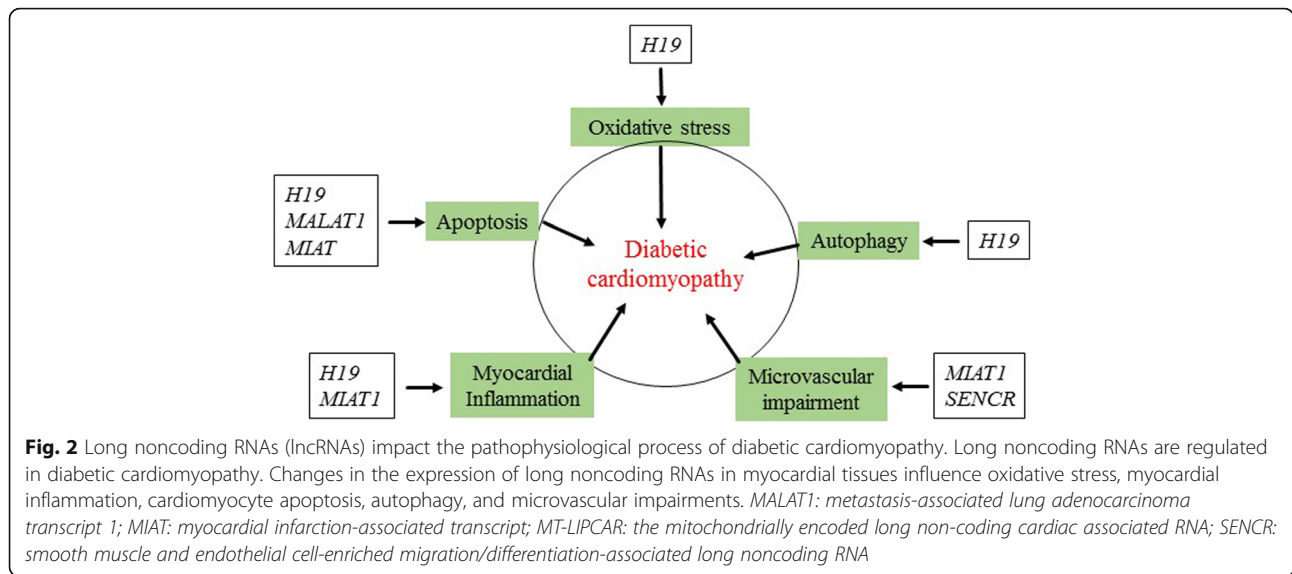 H19
Oxidative stress
H19
MALAT1
MIAT
Apoptosis
Diabetic
cardiomyopathy
Autophagy
H19
H19
MIAT1
Myocardial
Inflammation
Microvascular
impairment
MIAT1
SENCR
Fig. 2 Long noncoding RNAs (lncRNAs) impact the pathophysiological process of diabetic cardiomyopathy. Long noncoding RNAs are regulated
in diabetic cardiomyopathy. Changes in the expression of long noncoding RNAs in myocardial tissues influence oxidative stress, myocardial
inflammation, cardiomyocyte apoptosis, autophagy, and microvascular impairments. MALAT1: metastasis-associated lung adenocarcinoma
transcript 1; MIAT: myocardial infarction-associated transcript; MT-LIPCAR: the mitochondrially encoded long non-coding cardiac associated RNA; SENCR:
smooth muscle and endothelial cell-enriched migration/differentiation-associated long noncoding RNA